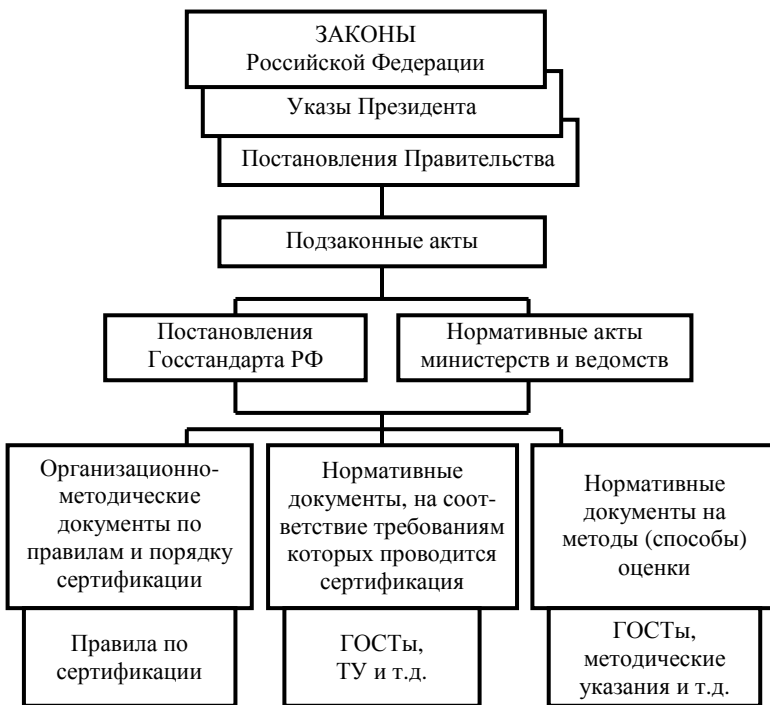 ЗАКОНЫ
Российской Федерации
Указы Президента
Постановления Правительства
Подзаконные акты
Постановления
Госстандарта РФ
Нормативные акты
министерств и ведомств
Организационно-
методические
документы по
правилам и порядку
сертификации
Нормативные
документы, на соот-
ветствие требованиям
которых проводится
сертификация
Нормативные
документы на
методы (способы)
оценки
Правила по
сертификации
ГОСТы,
ТУ и т.д.
ГОСТы,
методические
указания и т.д.